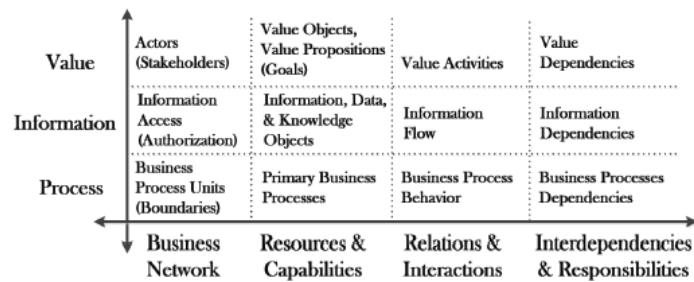 Value
Actors
(Stakeholders)
Value Objects,
Value Propositions
(Goals)
Value Activities
Value
Dependencies
Information
Information
Access
(Authorization)
Information, Data,
& Knowledge
Objects
Information
Flow
Information
Dependencies
Process
Business
Process Units
(Boundaries)
Primary Business
Processes
Business Process
Behavior
Business Processes
Dependencies
Business
Network
Resources &
Capabilities
Relations &
Interactions
Interdependencies
& Responsibilities